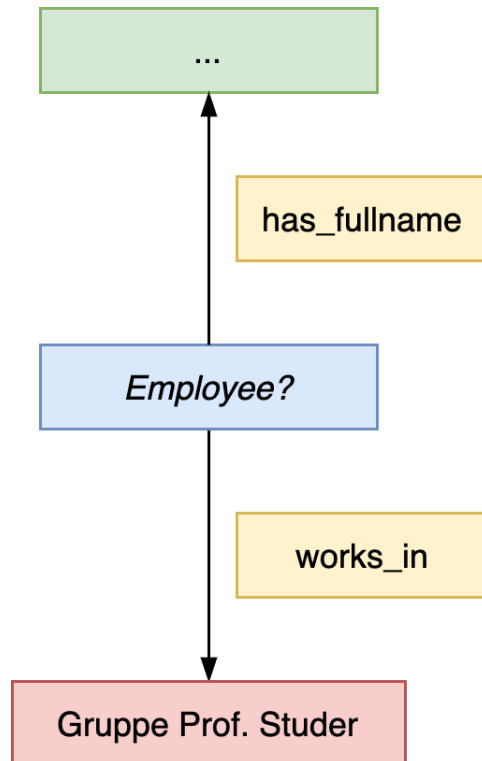 ...
has_fullname
Employee?
works_in
Gruppe Prof. Studer